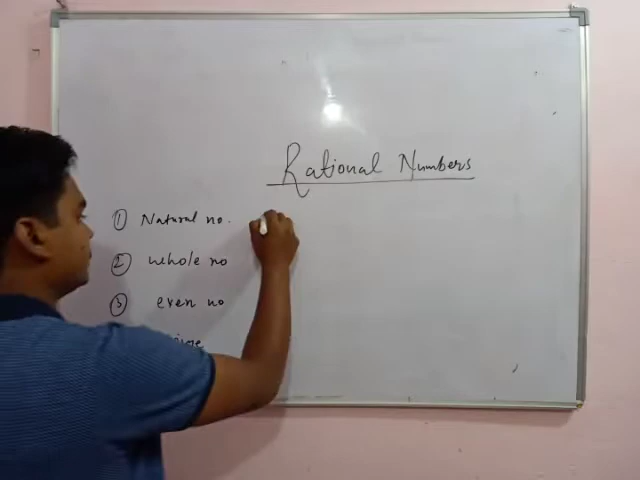 Rational Numbers
① Natural no.
② whole no
③ even no